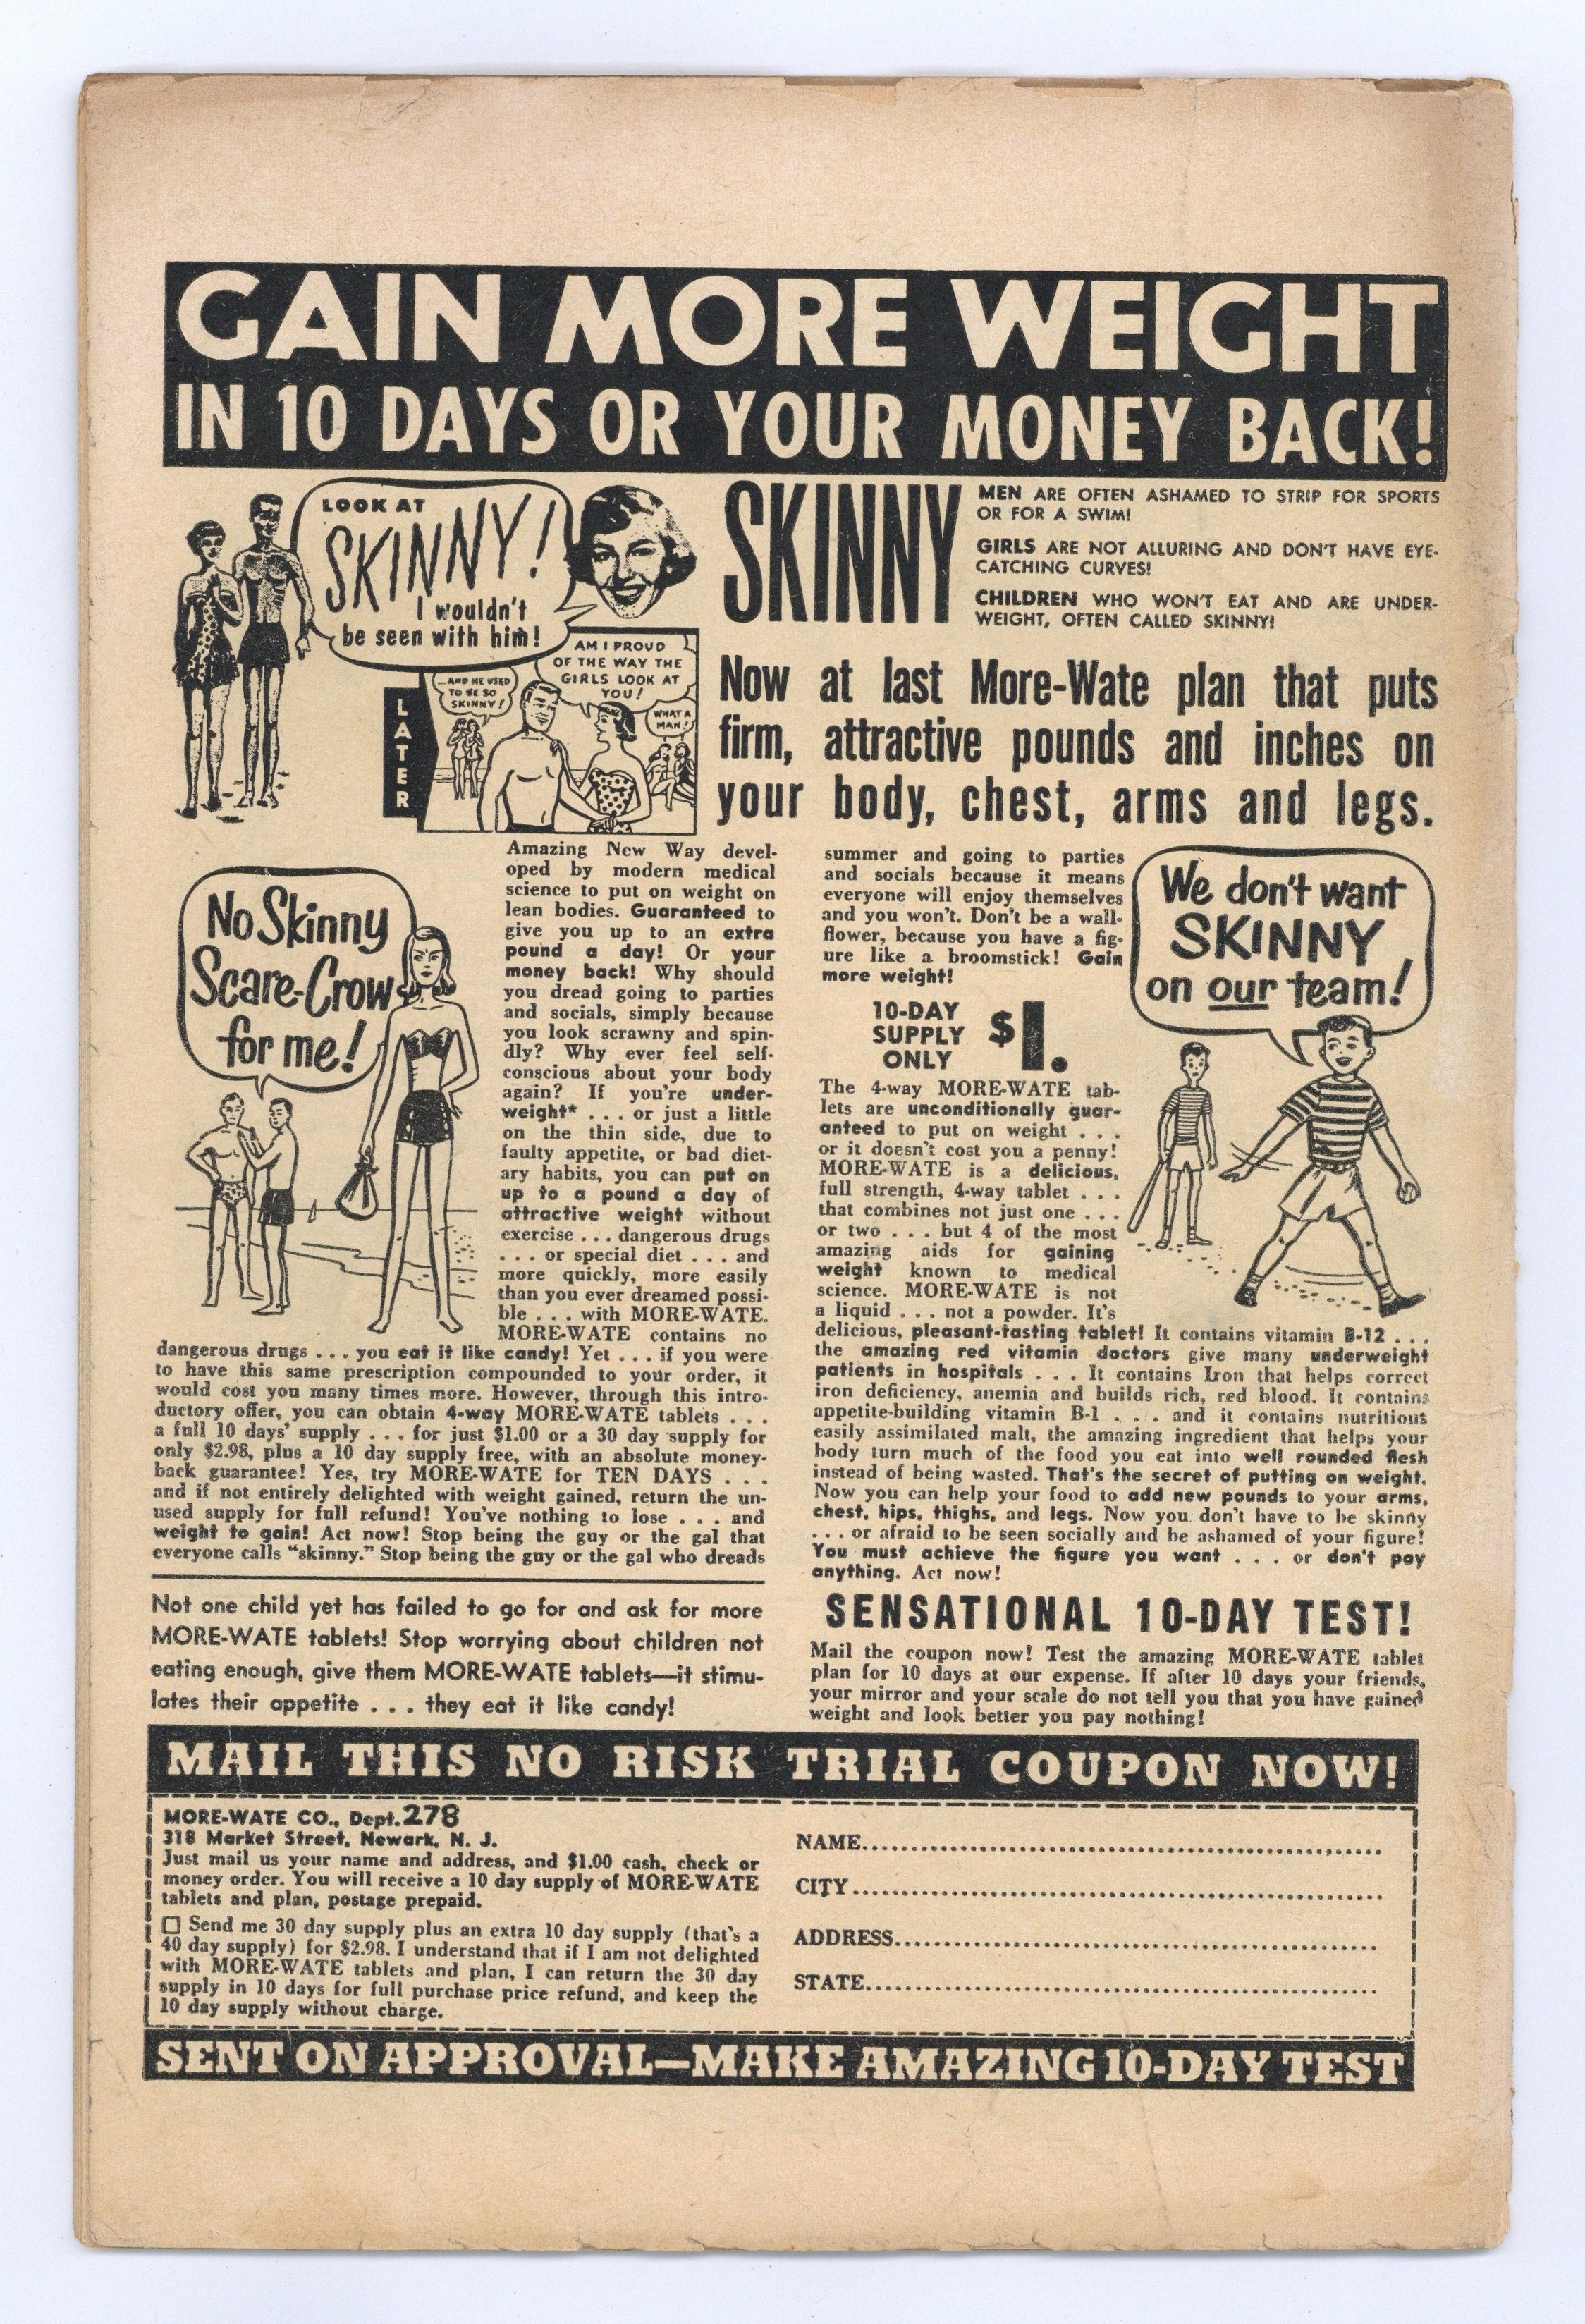 GAIN MORE WEIGHT
IN 10 DAYS OR YOUR MONEY BACK!
LOOK AT
SKINNY!
I wouldn't
be seen with him!
LATER
...AND HE USED
TO BE SO
SKINNY!
AM I PROUD
OF THE WAY THE
GIRLS LOOK AT
YOU!
WHAT A
MAN!
SKINNY
MEN ARE OFTEN ASHAMED TO STRIP FOR SPORTS
OR FOR A SWIM!
GIRLS ARE NOT ALLURING AND DON'T HAVE EYE-
CATCHING CURVES!
CHILDREN WHO WON'T EAT AND ARE UNDER-
WEIGHT, OFTEN CALLED SKINNY!
Now at last More-Wate plan that puts
firm, attractive pounds and inches on
your body, chest, arms and legs.
No Skinny
Scare-Crow
for me!
Amazing New Way devel-
oped by modern medical
science to put on weight on
lean bodies. Guaranteed to
give you up to an extra
pound a day! Or your
money back! Why should
you dread going to parties
and socials, simply because
you look scrawny and spin-
dly? Why ever feel self-
conscious about your body
again? If you're under-
weight* . . . or just a little
on the thin side, due to
faulty appetite, or bad diet-
ary habits, you can put on
up to a pound a day of
attractive weight without
exercise . . . dangerous drugs
. . . or special diet . . . and
more quickly, more easily
than you ever dreamed possi-
ble . . . with MORE-WATE.
MORE-WATE contains no
dangerous drugs . . . you eat it like candy! Yet . . . if you were
to have this same prescription compounded to your order, it
would cost you many times more. However, through this intro-
ductory offer, you can obtain 4-way MORE-WATE tablets . . .
a full 10 days' supply . . . for just $1.00 or a 30 day supply for
only $2.98, plus a 10 day supply free, with an absolute money-
back guarantee! Yes, try MORE-WATE for TEN DAYS . . .
and if not entirely delighted with weight gained, return the un-
used supply for full refund! You've nothing to lose . . . and
weight to gain! Act now! Stop being the guy or the gal that
everyone calls "skinny." Stop being the guy or the gal who dreads
Not one child yet has failed to go for and ask for more
MORE-WATE tablets! Stop worrying about children not
eating enough, give them MORE-WATE tablets—it stimu-
lates their appetite . . . they eat it like candy!
summer and going to parties
and socials because it means
everyone will enjoy themselves
and you won't. Don't be a wall-
flower, because you have a fig-
ure like a broomstick! Gain
more weight!
10-DAY
SUPPLY
ONLY
$1.
We don't want
SKINNY
on our team!
The 4-way MORE-WATE tab-
lets are unconditionally guar-
anteed to put on weight . . .
or it doesn't cost you a penny!
MORE-WATE is a delicious,
full strength, 4-way tablet . . .
that combines not just one . . .
or two . . . but 4 of the most
amazing aids for gaining
weight known to medical
science. MORE-WATE is not
a liquid . . . not a powder. It's
delicious, pleasant-tasting tablet! It contains vitamin B-12 . . .
the amazing red vitamin doctors give many underweight
patients in hospitals . . . It contains Iron that helps correct
iron deficiency, anemia and builds rich, red blood. It contains
appetite-building vitamin B-1 . . . and it contains nutritious
easily assimilated malt, the amazing ingredient that helps your
body turn much of the food you eat into well rounded flesh
instead of being wasted. That's the secret of putting on weight.
Now you can help your food to add new pounds to your arms,
chest, hips, thighs, and legs. Now you don't have to be skinny
. . . or afraid to be seen socially and be ashamed of your figure!
You must achieve the figure you want . . . or don't pay
anything. Act now!
SENSATIONAL 10-DAY TEST!
Mail the coupon now! Test the amazing MORE-WATE tablet
plan for 10 days at our expense. If after 10 days your friends,
your mirror and your scale do not tell you that you have gained
weight and look better you pay nothing!
MAIL THIS NO RISK TRIAL COUPON NOW!
MORE-WATE CO., Dept. 278
318 Market Street, Newark, N. J.
Just mail us your name and address, and $1.00 cash, check or
money order. You will receive a 10 day supply of MORE-WATE
tablets and plan, postage prepaid.
☐ Send me 30 day supply plus an extra 10 day supply (that's a
40 day supply) for $2.98. I understand that if I am not delighted
with MORE-WATE tablets and plan, I can return the 30 day
supply in 10 days for full purchase price refund, and keep the
10 day supply without charge.
NAME
CITY
ADDRESS
STATE
SENT ON APPROVAL—MAKE AMAZING 10-DAY TEST